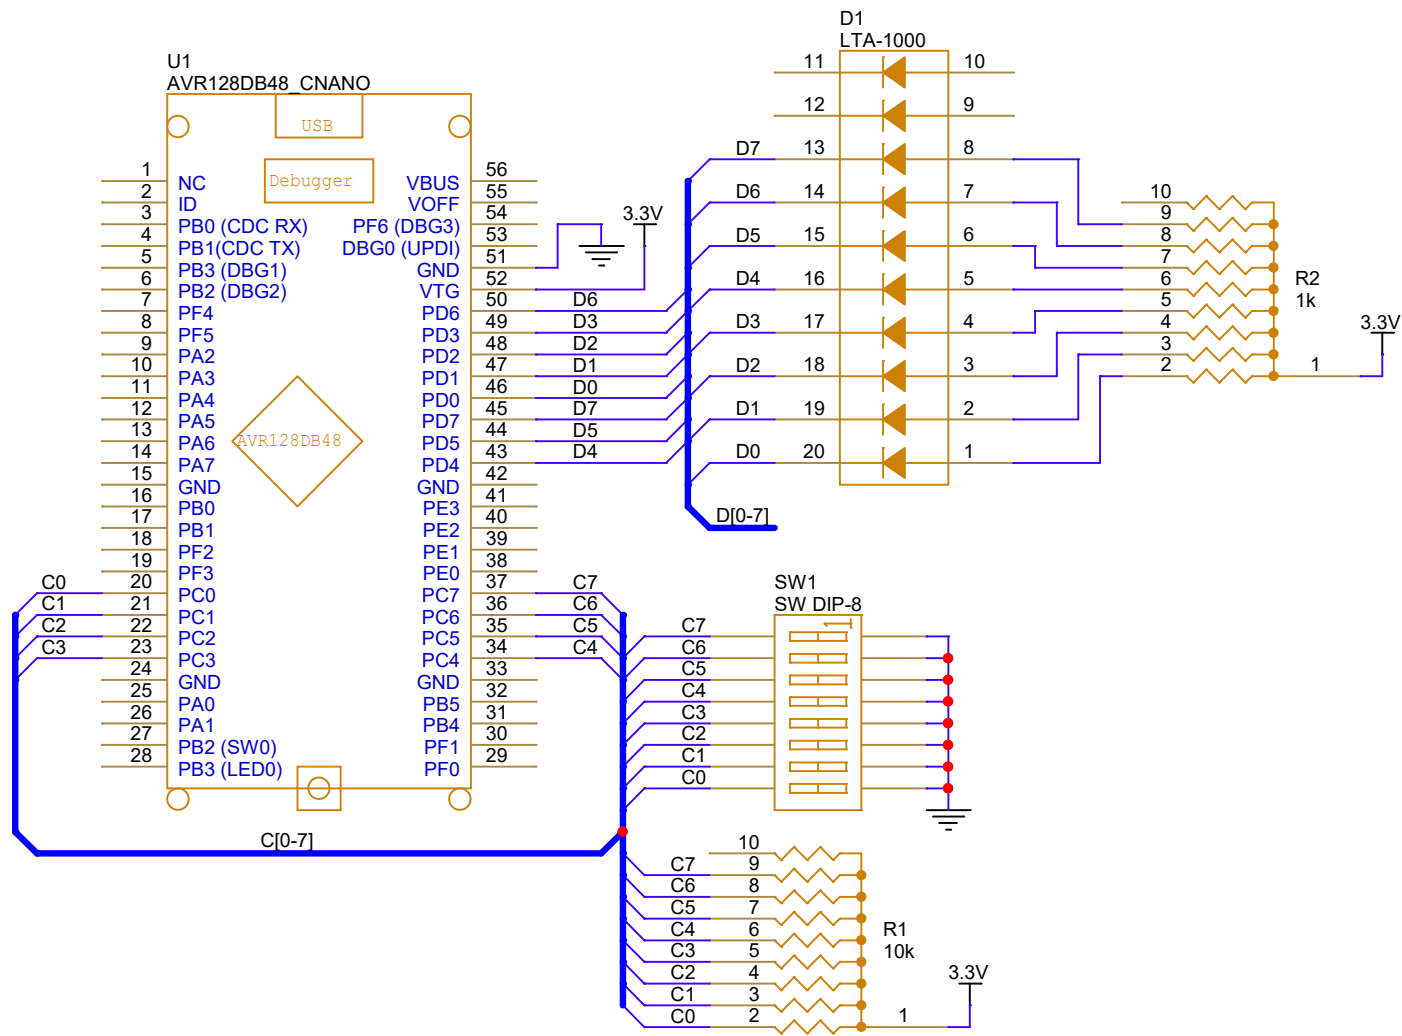 U1
AVR128DB48_CNANO
USB
Debugger
AVR128DB48
1 NC
2 ID
3 PB0 (CDC RX)
4 PB1(CDC TX)
5 PB3 (DBG1)
6 PB2 (DBG2)
7 PF4
8 PF5
9 PA2
10 PA3
11 PA4
12 PA5
13 PA6
14 PA7
15 GND
16 PB0
17 PB1
18 PF2
19 PF3
C0 20 PC0
C1 21 PC1
C2 22 PC2
C3 23 PC3
24 GND
25 PA0
26 PA1
27 PB2 (SW0)
28 PB3 (LED0)
VBUS 56
VOFF 55
PF6 (DBG3) 54
DBG0 (UPDI) 53
GND 51
VTG 52
3.3V
PD6 50 D6
PD3 49 D3
PD2 48 D2
PD1 47 D1
PD0 46 D0
PD7 45 D7
PD5 44 D5
PD4 43 D4
GND 42
PE3 41
PE2 40
PE1 39
PE0 38
PC7 37 C7
PC6 36 C6
PC5 35 C5
PC4 34 C4
GND 33
PB5 32
PB4 31
PF1 30
PF0 29
C[0-7]
D1
LTA-1000
11 10
12 9
D7 13 8
D6 14 7
D5 15 6
D4 16 5
D3 17 4
D2 18 3
D1 19 2
D0 20 1
D[0-7]
10
9
8
7
6
5
4
3
2
1
R2
1k
3.3V
SW1
SW DIP-8
1
C7
C6
C5
C4
C3
C2
C1
C0
10
C7 9
C6 8
C5 7
C4 6
C3 5
C2 4
C1 3
C0 2
1
R1
10k
3.3V